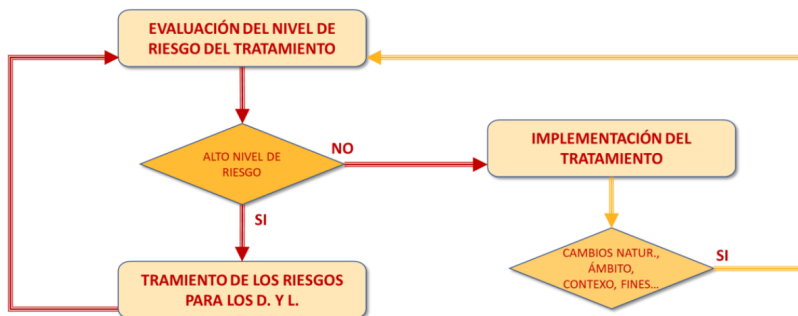 EVALUACIÓN DEL NIVEL DE
RIESGO DEL TRATAMIENTO
ALTO NIVEL DE
RIESGO
NO
IMPLEMENTACIÓN DEL
TRATAMIENTO
SI
CAMBIOS NATUR.,
ÁMBITO,
CONTEXO, FINES...
SI
TRAMIENTO DE LOS RIESGOS
PARA LOS D. Y L.